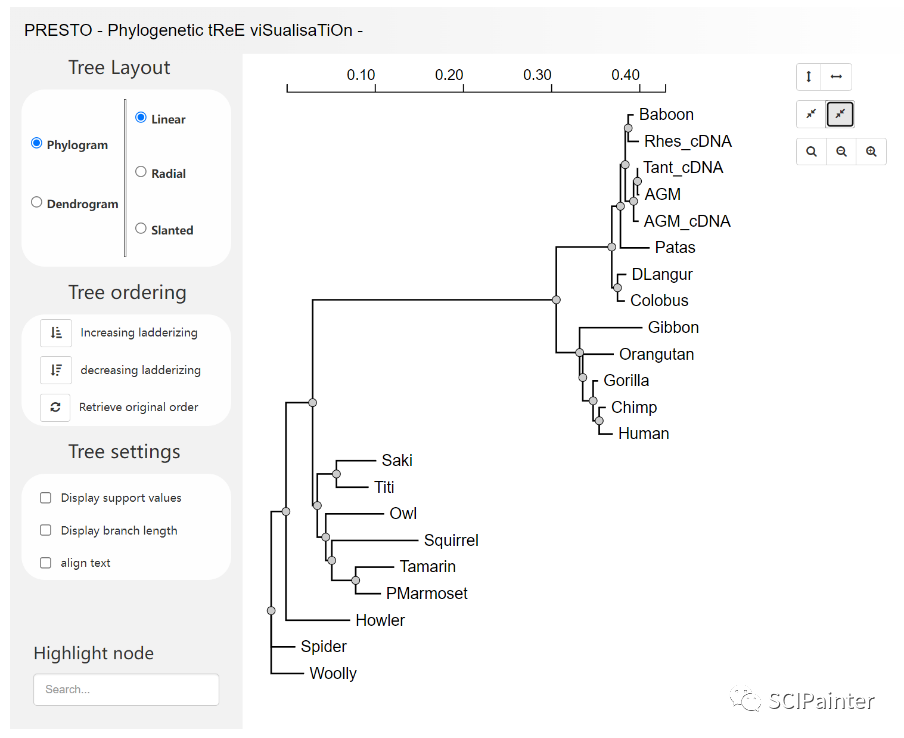 PRESTO - Phylogenetic tReE viSualisaTiOn -
Tree Layout
Phylogram
Dendrogram
Linear
Radial
Slanted
Tree ordering
Increasing ladderizing
decreasing ladderizing
Retrieve original order
Tree settings
Display support values
Display branch length
align text
Highlight node
Search...
0.10 0.20 0.30 0.40
Baboon
Rhes_cDNA
Tant_cDNA
AGM
AGM_cDNA
Patas
DLangur
Colobus
Gibbon
Orangutan
Gorilla
Chimp
Human
Saki
Titi
Owl
Squirrel
Tamarin
PMarmoset
Howler
Spider
Woolly
SCIPainter